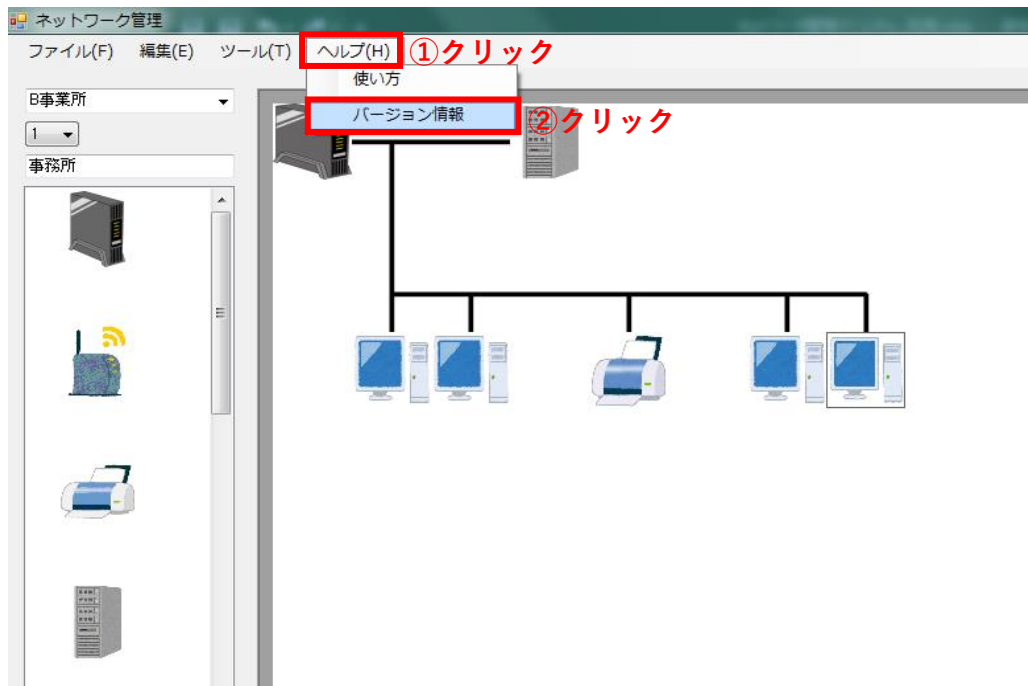 ネットワーク管理
ファイル(F) 編集(E) ツール(T) ヘルプ(H) ①クリック
使い方
バージョン情報 ②クリック
B事業所
1
事務所